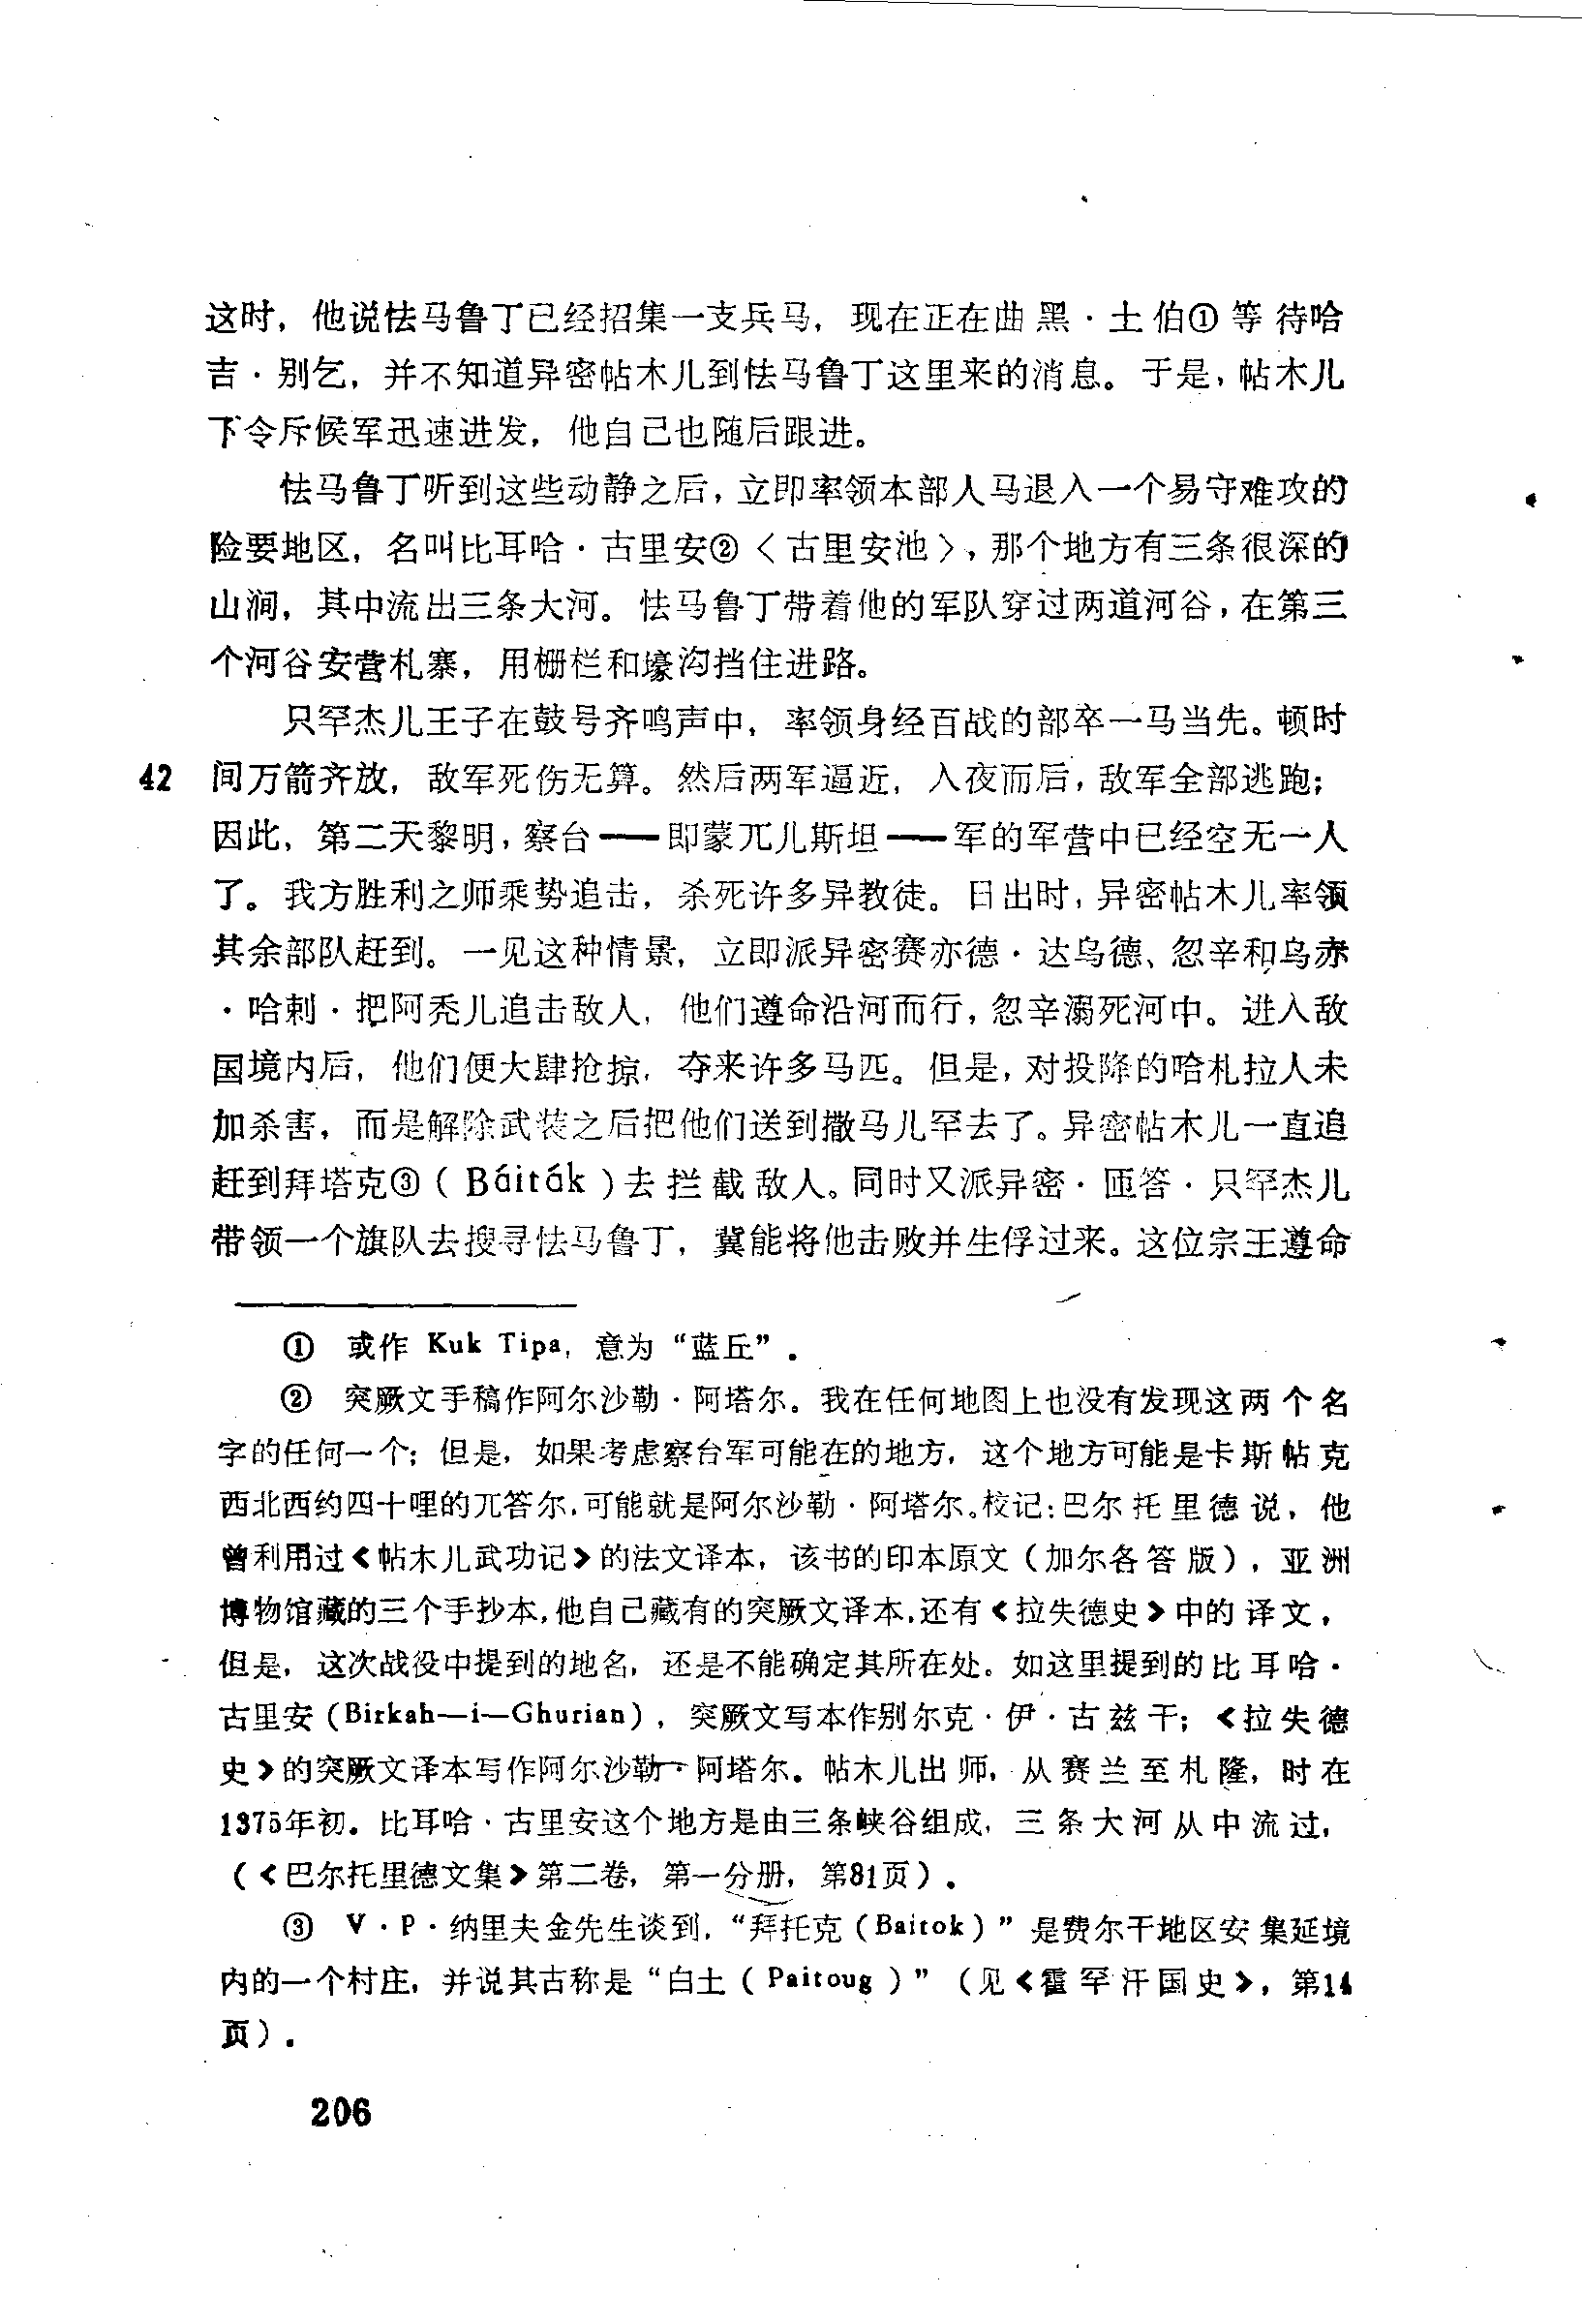 这时，他说怯马鲁丁已经招集一支兵马，现在正在曲黑·土伯①等待哈
吉·别乞，并不知道异密帖木儿到怯马鲁丁这里来的消息。于是，帖木儿
下令斥候军迅速进发，他自己也随后跟进。
怯马鲁丁听到这些动静之后，立即率领本部人马退入一个易守难攻的
险要地区，名叫比耳哈·古里安②〈古里安池〉，那个地方有三条很深的
山涧，其中流出三条大河。怯马鲁丁带着他的军队穿过两道河谷，在第三
个河谷安营札寨，用栅栏和壕沟挡住进路。
只罕杰儿王子在鼓号齐鸣声中，率领身经百战的部卒一马当先。顿时
42 间万箭齐放，敌军死伤无算。然后两军逼近，入夜而后，敌军全部逃跑；
因此，第二天黎明，察台——即蒙兀儿斯坦——军的军营中已经空无一人
了。我方胜利之师乘势追击，杀死许多异教徒。日出时，异密帖木儿率领
其余部队赶到。一见这种情景，立即派异密赛亦德·达乌德、忽辛和乌赤
·哈剌·把阿秃儿追击敌人，他们遵命沿河而行，忽辛溺死河中。进入敌
国境内后，他们便大肆抢掠，夺来许多马匹。但是，对投降的哈札拉人未
加杀害，而是解除武装之后把他们送到撒马儿罕去了。异密帖木儿一直追
赶到拜塔克③（Báiták）去拦截敌人。同时又派异密·匝答·只罕杰儿
带领一个旗队去搜寻怯马鲁丁，冀能将他击败并生俘过来。这位宗王遵命
① 或作 Kuk Tipa，意为“蓝丘”．
② 突厥文手稿作阿尔沙勒·阿塔尔。我在任何地图上也没有发现这两个名
字的任何一个；但是，如果考虑察台军可能在的地方，这个地方可能是卡斯帖克
西北西约四十哩的兀答尔，可能就是阿尔沙勒·阿塔尔。校记：巴尔托里德说，他
曾利用过《帖木儿武功记》的法文译本，该书的印本原文（加尔各答版），亚洲
博物馆藏的三个手抄本，他自己藏有的突厥文译本，还有《拉失德史》中的译文，
但是，这次战役中提到的地名，还是不能确定其所在处。如这里提到的比耳哈·
古里安（Birkah—i—Ghurian），突厥文写本作别尔克·伊·古兹干；《拉失德
史》的突厥文译本写作阿尔沙勒·阿塔尔．帖木儿出师，从赛兰至札隆，时在
1375年初．比耳哈·古里安这个地方是由三条峡谷组成，三条大河从中流过，
（《巴尔托里德文集》第二卷，第一分册，第81页）．
③ V·P·纳里夫金先生谈到，“拜托克（Baitok）”是费尔干地区安集延境
内的一个村庄，并说其古称是“白土（Paitoug）”（见《霍罕汗国史》，第14
页）．
206